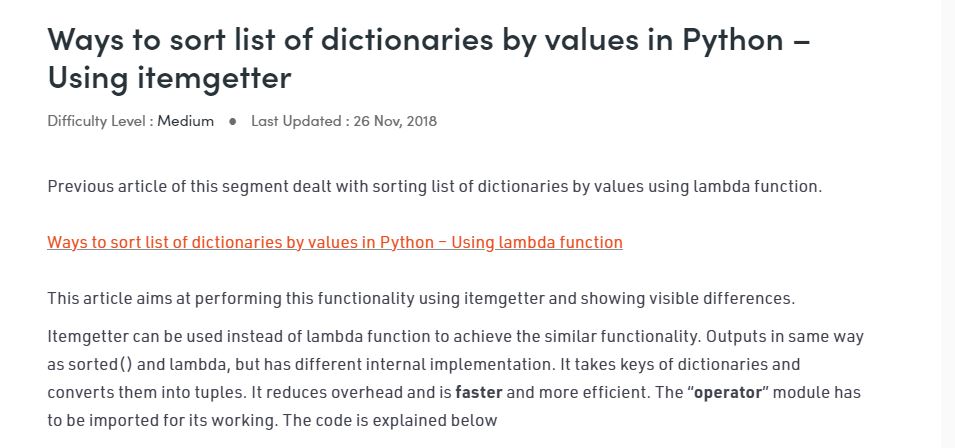 Ways to sort list of dictionaries by values in Python –
Using itemgetter
Difficulty Level : Medium ● Last Updated : 26 Nov, 2018
Previous article of this segment dealt with sorting list of dictionaries by values using lambda function.
Ways to sort list of dictionaries by values in Python – Using lambda function
This article aims at performing this functionality using itemgetter and showing visible differences.
Itemgetter can be used instead of lambda function to achieve the similar functionality. Outputs in same way
as sorted() and lambda, but has different internal implementation. It takes keys of dictionaries and
converts them into tuples. It reduces overhead and is faster and more efficient. The “operator” module has
to be imported for its working. The code is explained below